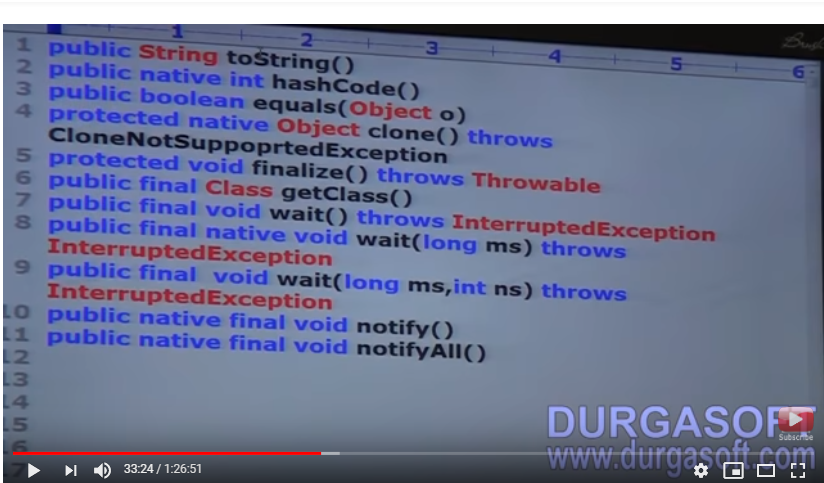 1 2 3 4 5 6
1 public String toString()
2 public native int hashCode()
3 public boolean equals(Object o)
4 protected native Object clone() throws
CloneNotSuppoprtedException
5 protected void finalize() throws Throwable
6 public final Class getClass()
7 public final void wait() throws InterruptedException
8 public final native void wait(long ms) throws
InterruptedException
9 public final void wait(long ms,int ns) throws
InterruptedException
10 public native final void notify()
11 public native final void notifyAll()
12
13
14
15
16
17
DURGASOFT
Subscribe
www.durgasoft.com
33:24 / 1:26:51